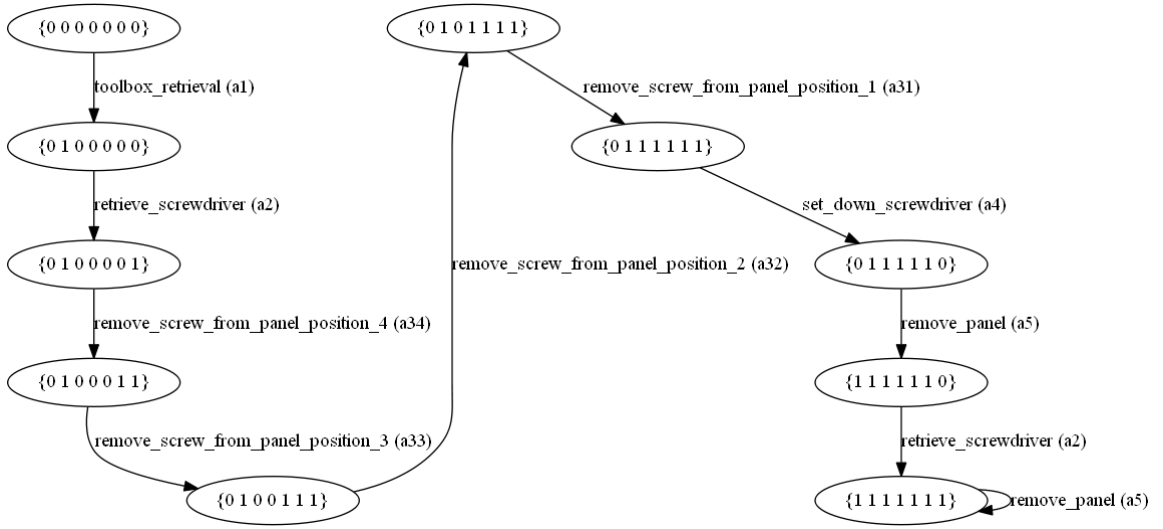 {0 0 0 0 0 0 0}
toolbox_retrieval (a1)
{0 1 0 0 0 0 0}
retrieve_screwdriver (a2)
{0 1 0 0 0 0 1}
remove_screw_from_panel_position_4 (a34)
{0 1 0 0 0 1 1}
remove_screw_from_panel_position_3 (a33)
{0 1 0 0 1 1 1}
remove_screw_from_panel_position_2 (a32)
{0 1 0 1 1 1 1}
remove_screw_from_panel_position_1 (a31)
{0 1 1 1 1 1 1}
set_down_screwdriver (a4)
{0 1 1 1 1 1 0}
remove_panel (a5)
{1 1 1 1 1 1 0}
retrieve_screwdriver (a2)
{1 1 1 1 1 1 1}
remove_panel (a5)